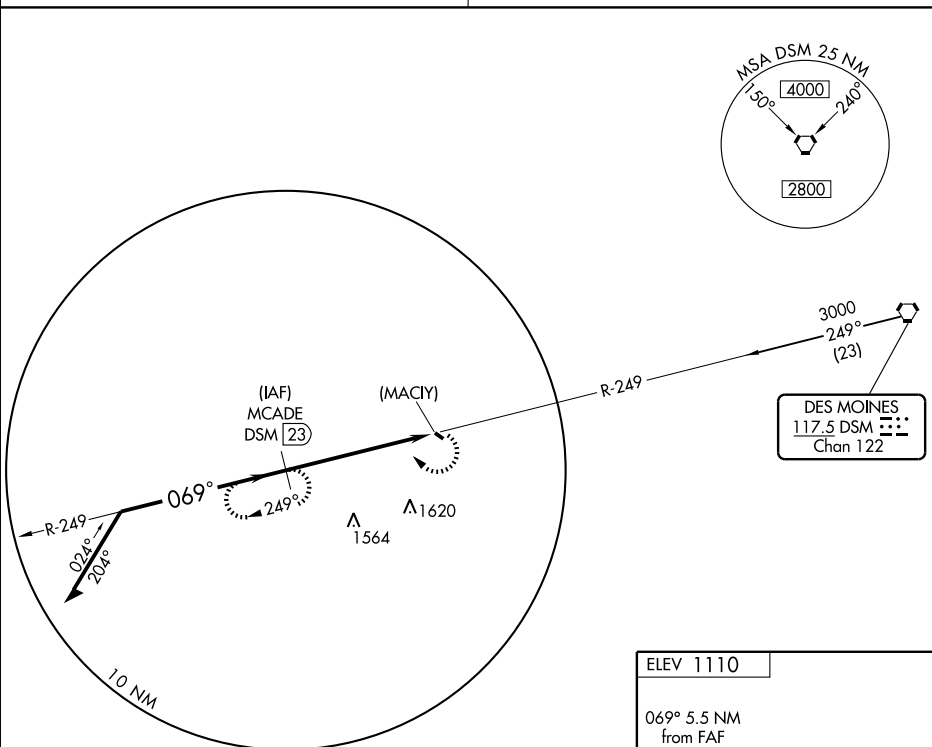 MSA DSM 25 NM
150°
4000
240°
2800
3000
249°
(23)
R-249
DES MOINES
117.5 DSM
Chan 122
(IAF)
MCADE
DSM 23
(MACIY)
069°
249°
R-249
024°
204°
1564
1620
10 NM
ELEV 1110
069° 5.5 NM
from FAF